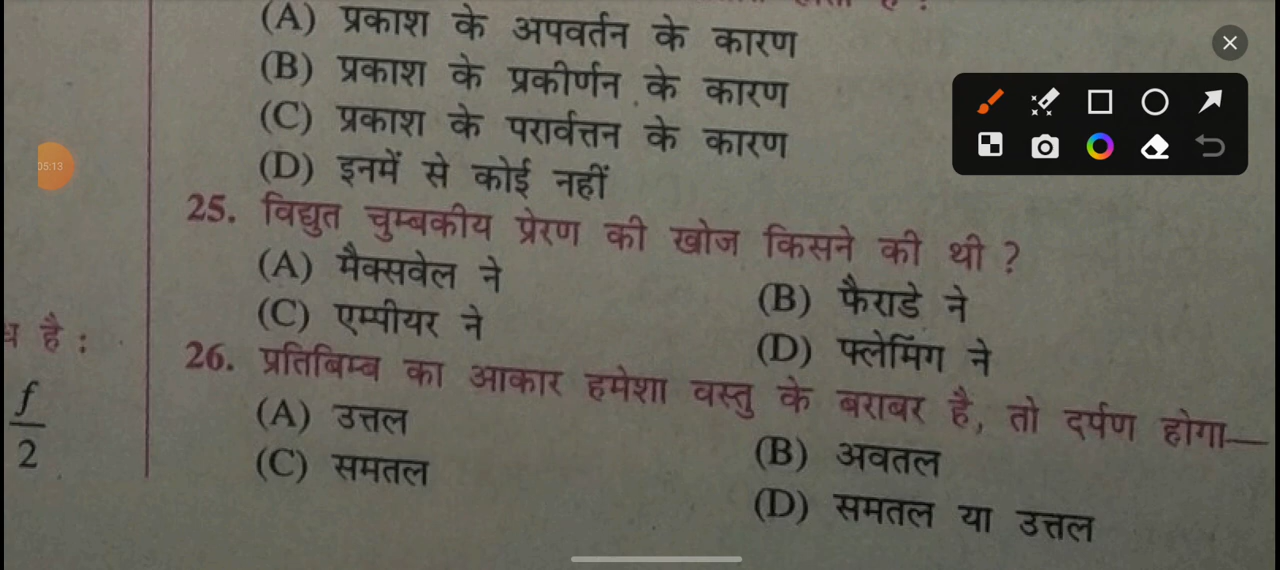 (A) प्रकाश के अपवर्तन के कारण
(B) प्रकाश के प्रकीर्णन के कारण
(C) प्रकाश के परार्वत्तन के कारण
(D) इनमें से कोई नहीं
25. विद्युत चुम्बकीय प्रेरण की खोज किसने की थी ?
(A) मैक्सवेल ने
(B) फैराडे ने
(C) एम्पीयर ने
(D) फ्लेमिंग ने
26. प्रतिबिम्ब का आकार हमेशा वस्तु के बराबर है, तो दर्पण होगा—
(A) उत्तल
(B) अवतल
(C) समतल
(D) समतल या उत्तल
है :
f
2
05:13